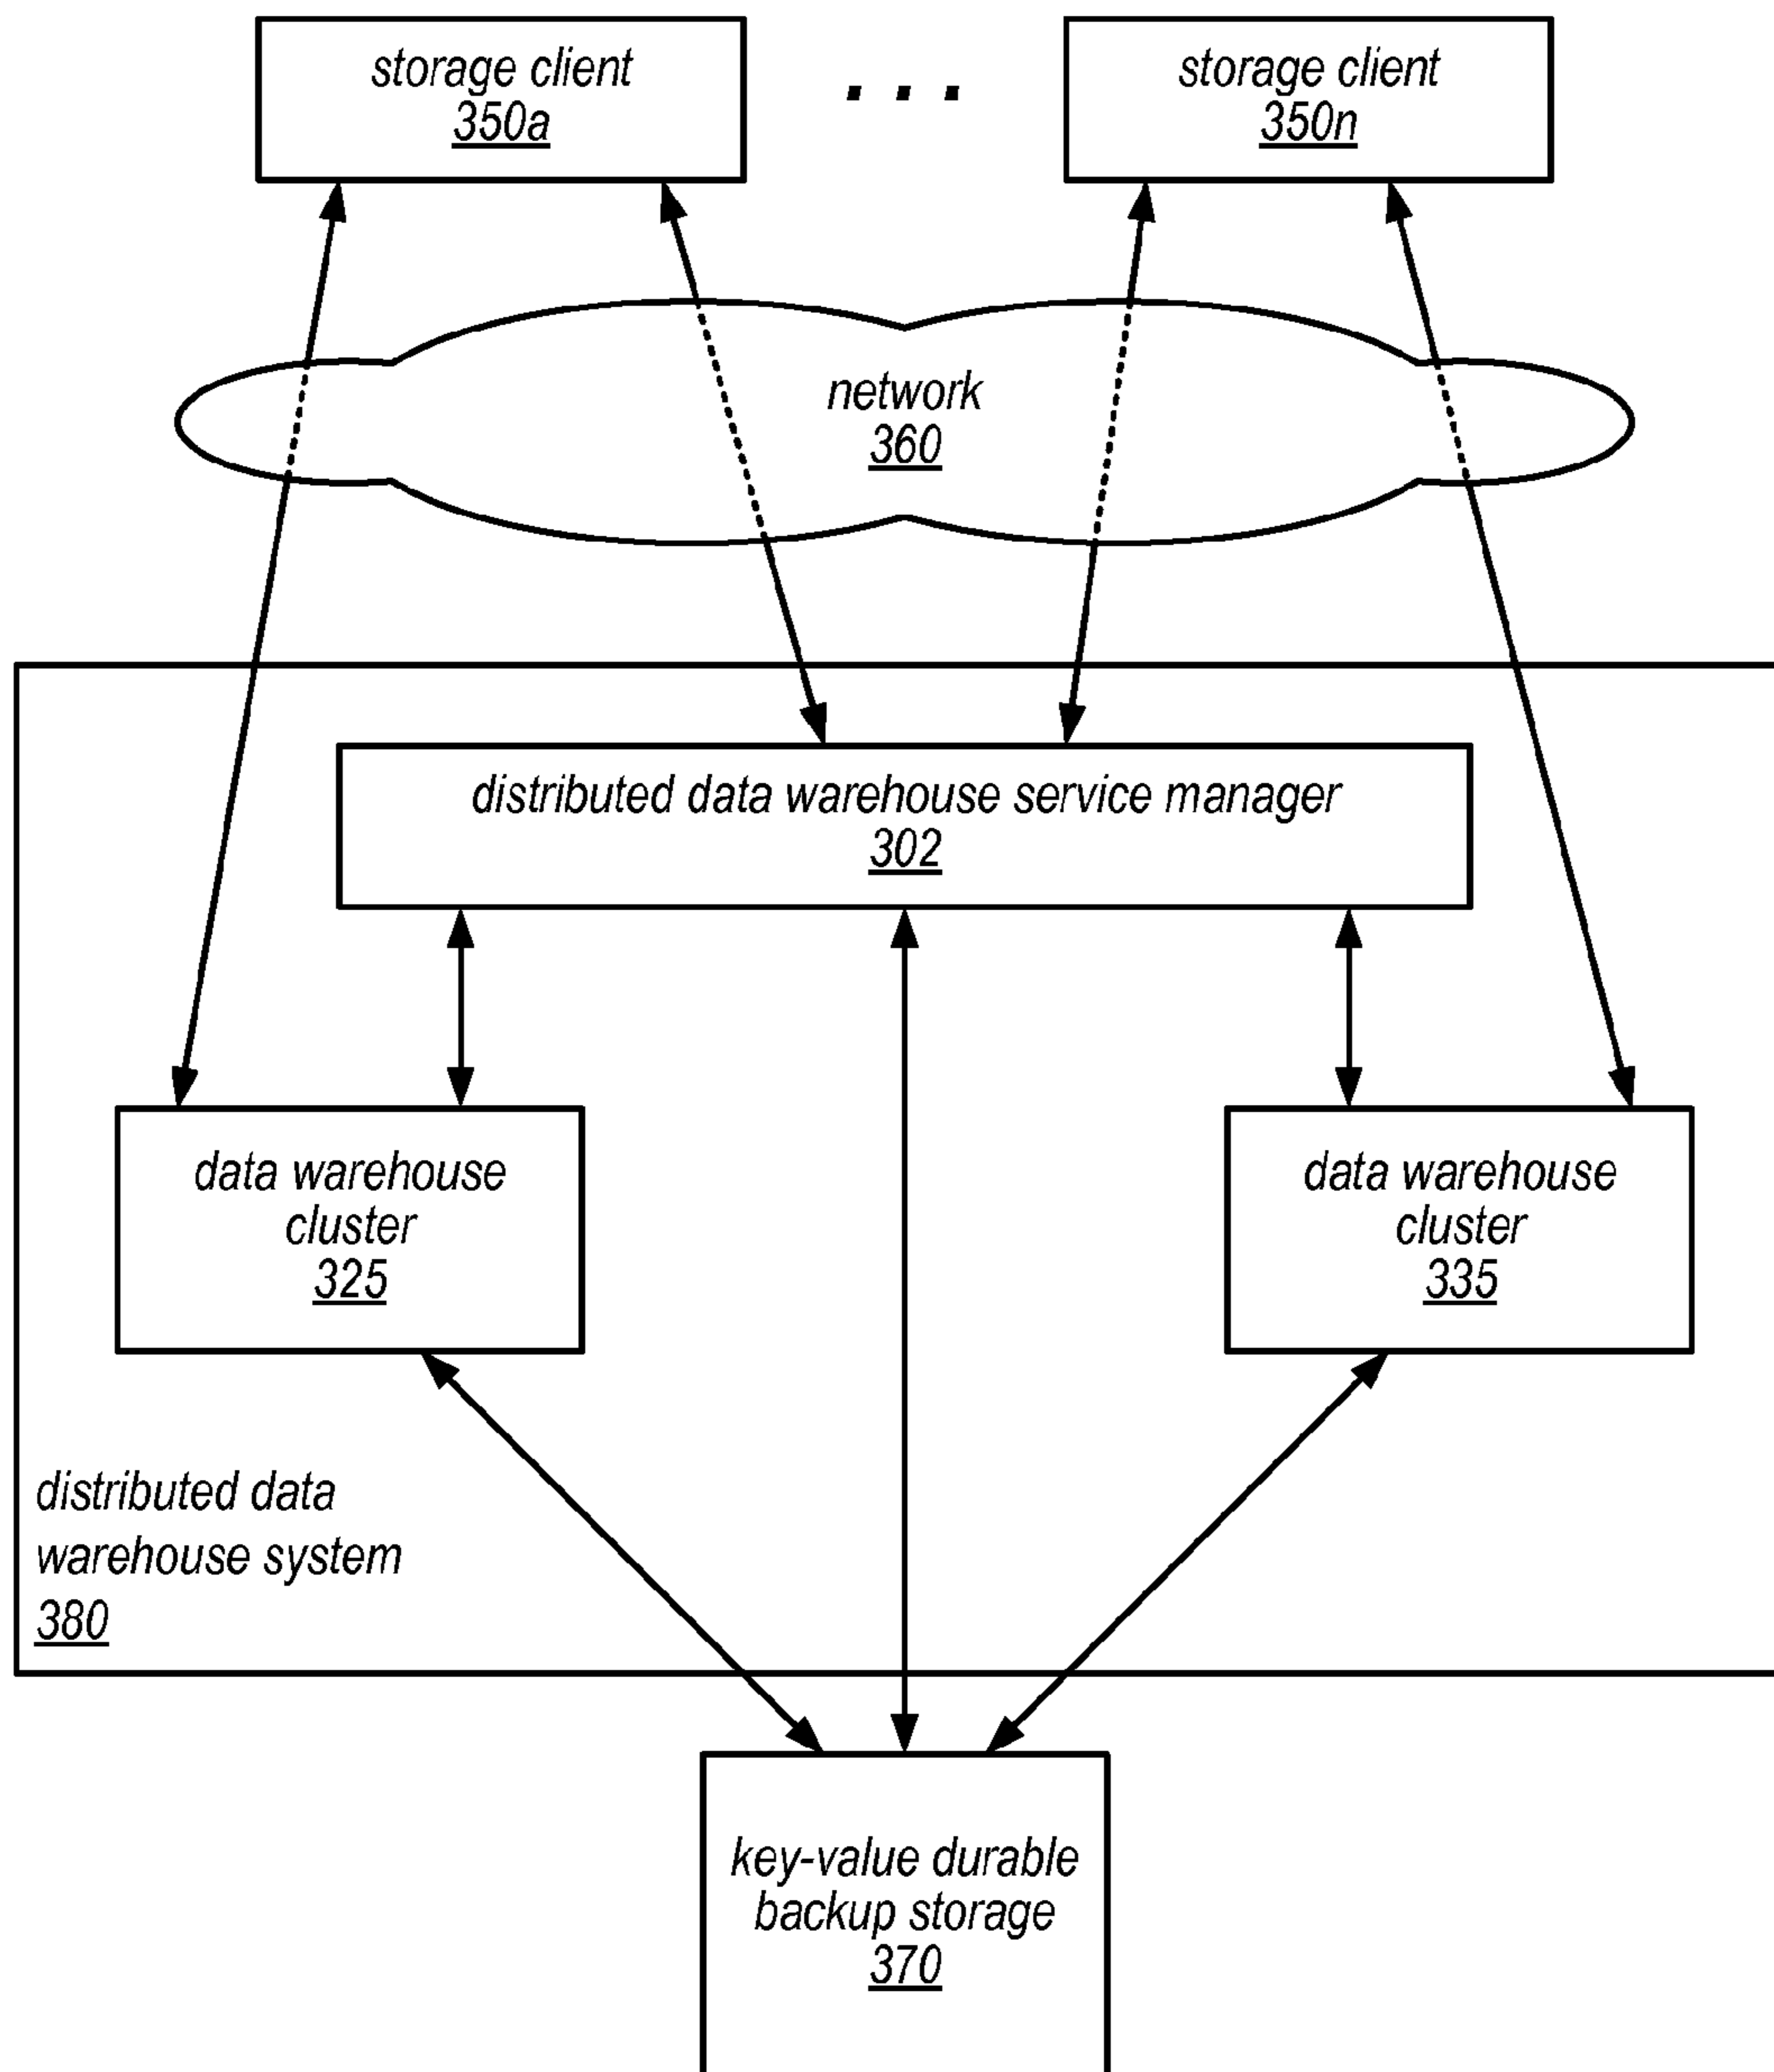 storage client
350a
. . .
storage client
350n
network
360
distributed data warehouse service manager
302
data warehouse
cluster
325
data warehouse
cluster
335
distributed data
warehouse system
380
key-value durable
backup storage
370